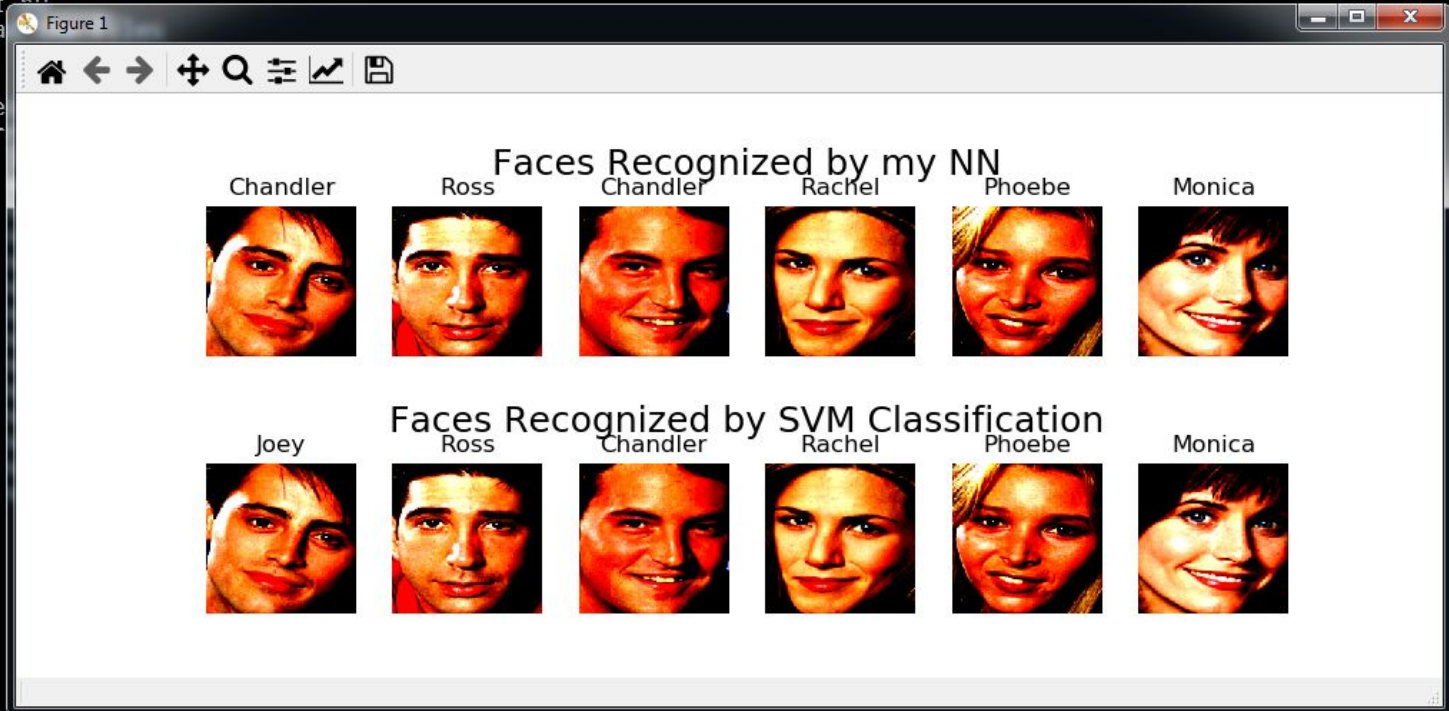 Figure 1
Faces Recognized by my NN
Chandler Ross Chandler Rachel Phoebe Monica
Faces Recognized by SVM Classification
Joey Ross Chandler Rachel Phoebe Monica